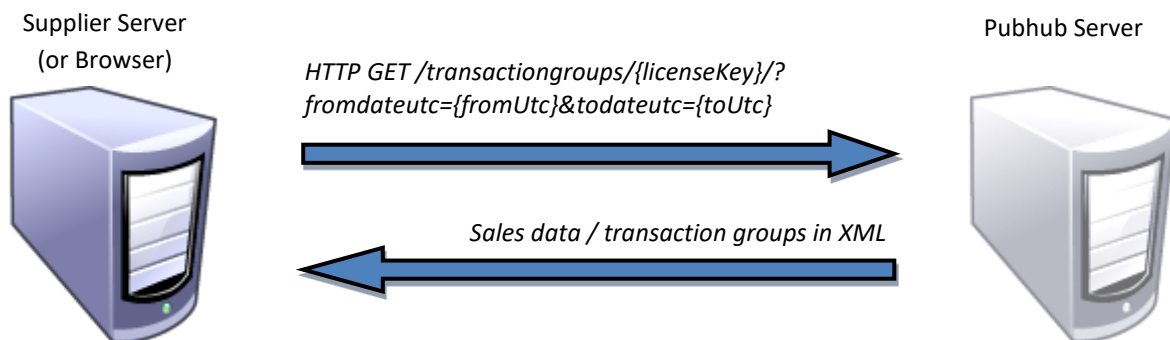 Supplier Server
(or Browser)
Pubhub Server
HTTP GET /transactiongroups/{licenseKey}/?
fromdateutc={fromUtc}&todateutc={toUtc}
Sales data / transaction groups in XML